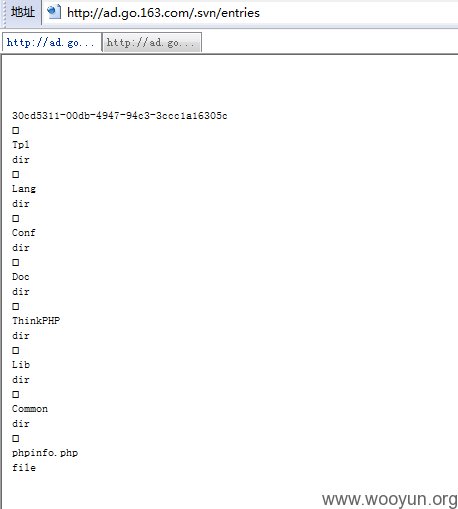 地址 http://ad.go.163.com/.svn/entries
http://ad.go... http://ad.go...
30cd5311-00db-4947-94c3-3ccc1a16305c
□
Tpl
dir
□
Lang
dir
□
Conf
dir
□
Doc
dir
□
ThinkPHP
dir
□
Lib
dir
□
Common
dir
□
phpinfo.php
file
www.wooyun.org